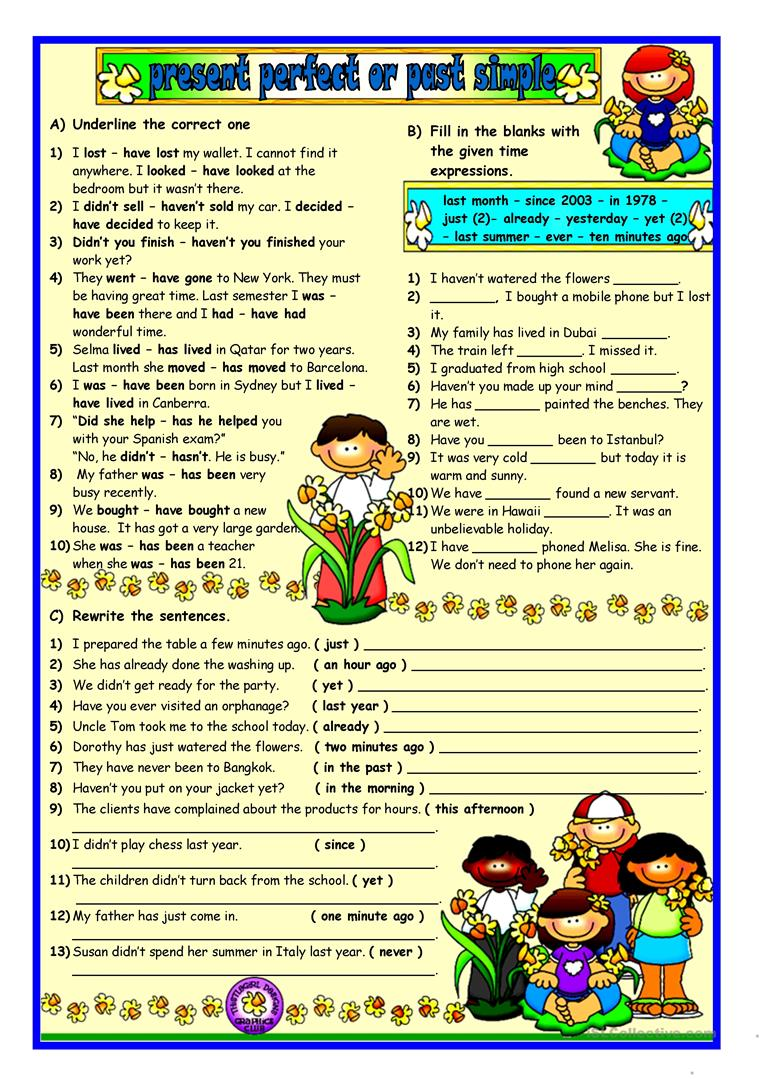 present perfect or past simple
A) Underline the correct one
1) I lost – have lost my wallet. I cannot find it
anywhere. I looked – have looked at the
bedroom but it wasn't there.
2) I didn't sell – haven't sold my car. I decided –
have decided to keep it.
3) Didn't you finish – haven't you finished your
work yet?
4) They went – have gone to New York. They must
be having great time. Last semester I was –
have been there and I had – have had
wonderful time.
5) Selma lived – has lived in Qatar for two years.
Last month she moved – has moved to Barcelona.
6) I was – have been born in Sydney but I lived –
have lived in Canberra.
7) "Did she help – has he helped you
with your Spanish exam?"
"No, he didn't – hasn't. He is busy."
8) My father was – has been very
busy recently.
9) We bought – have bought a new
house. It has got a very large garden.
10) She was – has been a teacher
when she was – has been 21.
B) Fill in the blanks with
the given time
expressions.
last month – since 2003 – in 1978 –
just (2)- already – yesterday – yet (2)
– last summer – ever – ten minutes ago
1) I haven't watered the flowers ________.
2) ________, I bought a mobile phone but I lost
it.
3) My family has lived in Dubai ________.
4) The train left ________. I missed it.
5) I graduated from high school ________.
6) Haven't you made up your mind ________?
7) He has ________ painted the benches. They
are wet.
8) Have you ________ been to Istanbul?
9) It was very cold ________ but today it is
warm and sunny.
10) We have ________ found a new servant.
11) We were in Hawaii ________. It was an
unbelievable holiday.
12) I have ________ phoned Melisa. She is fine.
We don't need to phone her again.
C) Rewrite the sentences.
1) I prepared the table a few minutes ago. ( just ) ________.
2) She has already done the washing up. ( an hour ago ) ________.
3) We didn't get ready for the party. ( yet ) ________.
4) Have you ever visited an orphanage? ( last year ) ________.
5) Uncle Tom took me to the school today. ( already ) ________.
6) Dorothy has just watered the flowers. ( two minutes ago ) ________.
7) They have never been to Bangkok. ( in the past ) ________.
8) Haven't you put on your jacket yet? ( in the morning ) ________.
9) The clients have complained about the products for hours. ( this afternoon )
________.
10) I didn't play chess last year. ( since )
________.
11) The children didn't turn back from the school. ( yet )
________.
12) My father has just come in. ( one minute ago )
________.
13) Susan didn't spend her summer in Italy last year. ( never )
________.
THISTLEGIRL DESIGNS
GRAPHICS
CLUB
iSLCollective.com